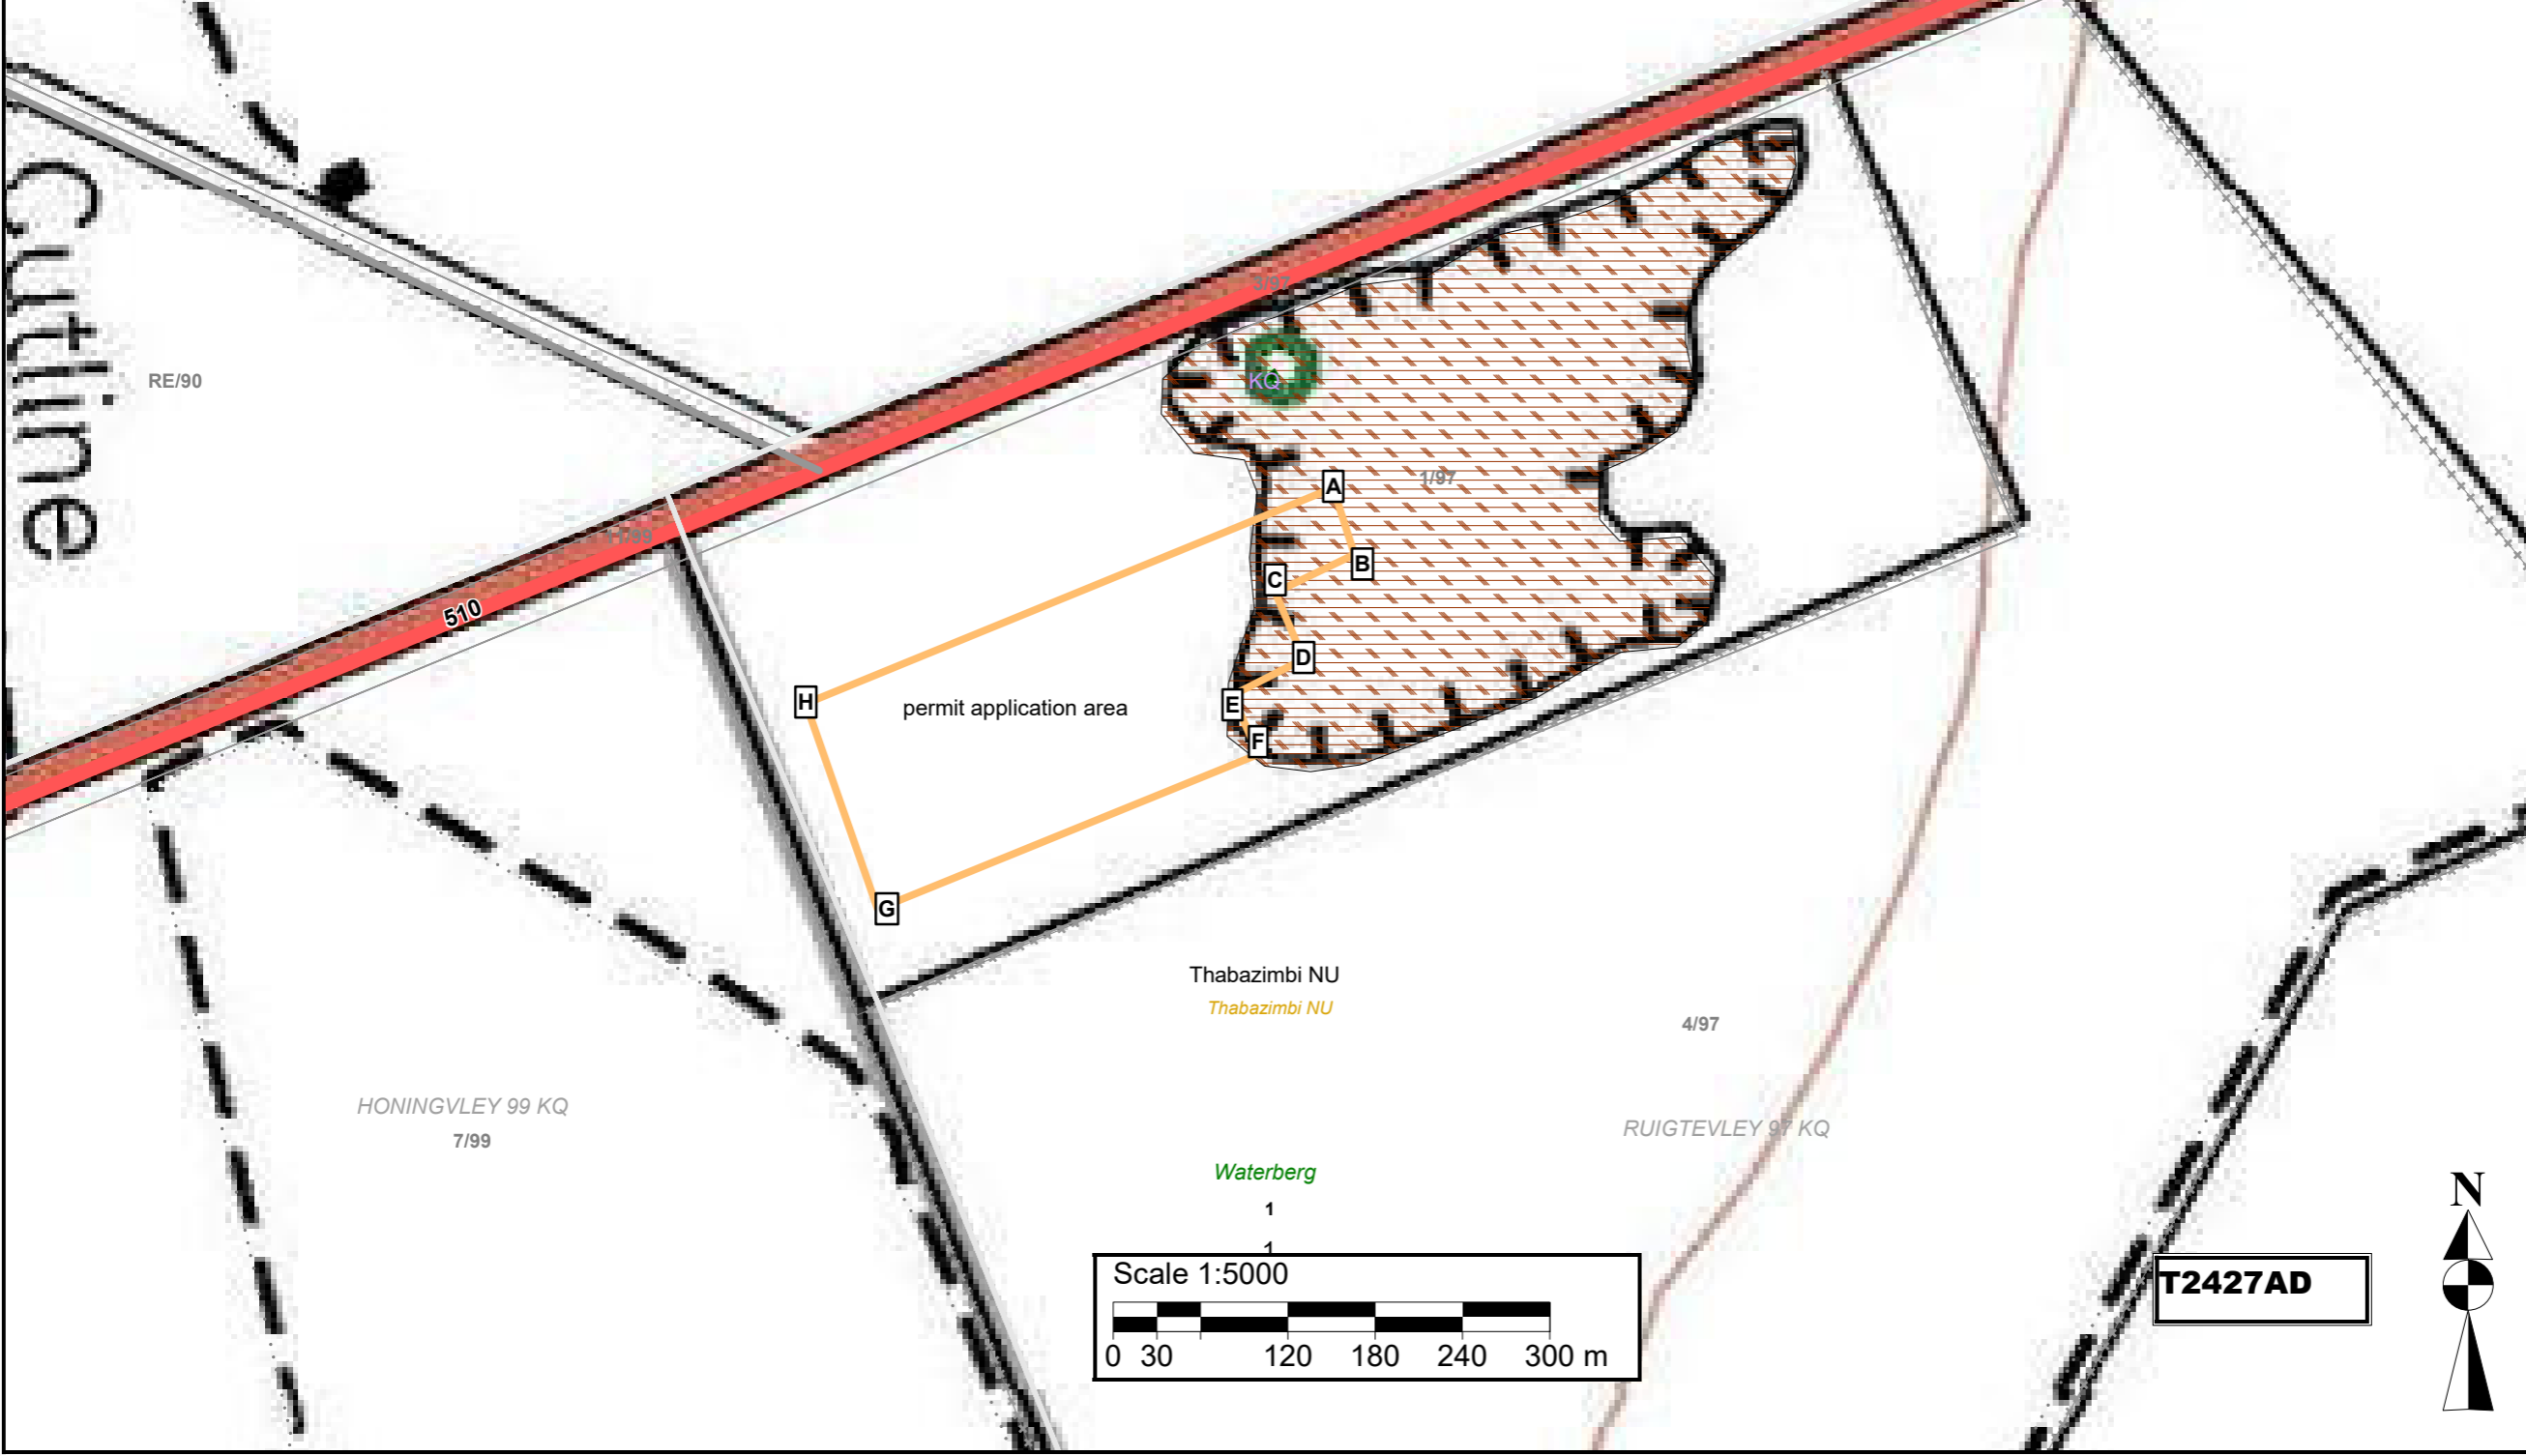 Cutline
RE/90
3/97
KQ
1/97
A
B
C
D
E
F
G
H
11/99
510
permit application area
Thabazimbi NU
Thabazimbi NU
4/97
HONINGVLEY 99 KQ
7/99
RUIGTEVLEY 97 KQ
Waterberg
1
1
Scale 1:5000
0 30 120 180 240 300 m
T2427AD
N